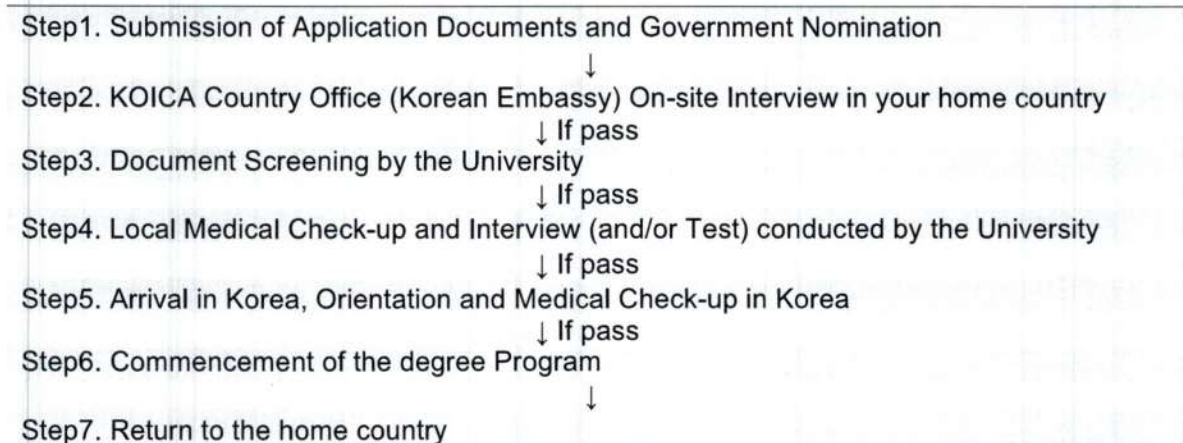 Step1. Submission of Application Documents and Government Nomination
↓
Step2. KOICA Country Office (Korean Embassy) On-site Interview in your home country
↓ If pass
Step3. Document Screening by the University
↓ If pass
Step4. Local Medical Check-up and Interview (and/or Test) conducted by the University
↓ If pass
Step5. Arrival in Korea, Orientation and Medical Check-up in Korea
↓ If pass
Step6. Commencement of the degree Program
↓
Step7. Return to the home country